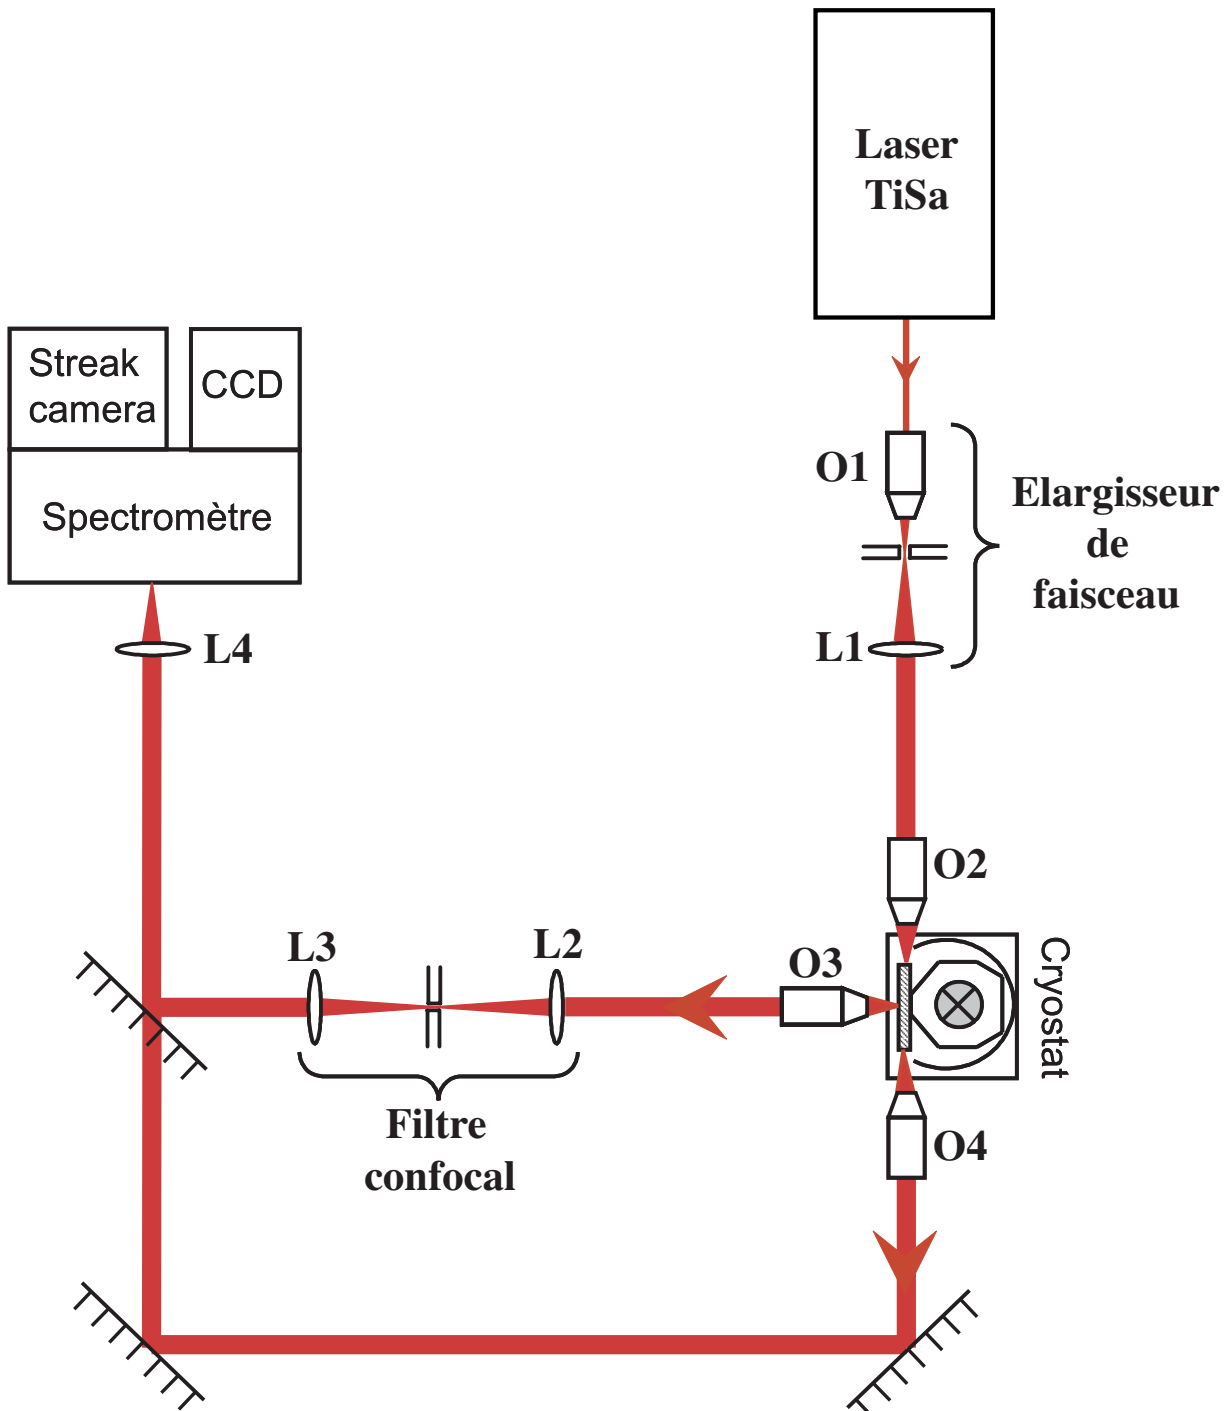 Laser
TiSa
Streak
camera
CCD
Spectromètre
O1
Elargisseur
de
faisceau
L4
L1
O2
L3
L2
O3
Cryostat
Filtre
confocal
O4